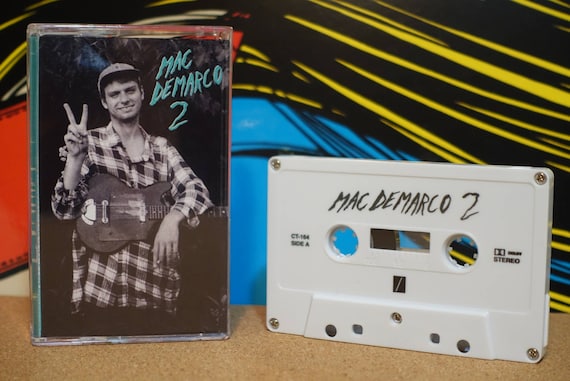 MAC
DEMARCO
2
MAC DEMARCO 2
CT-164
SIDE A
DOLBY
STEREO